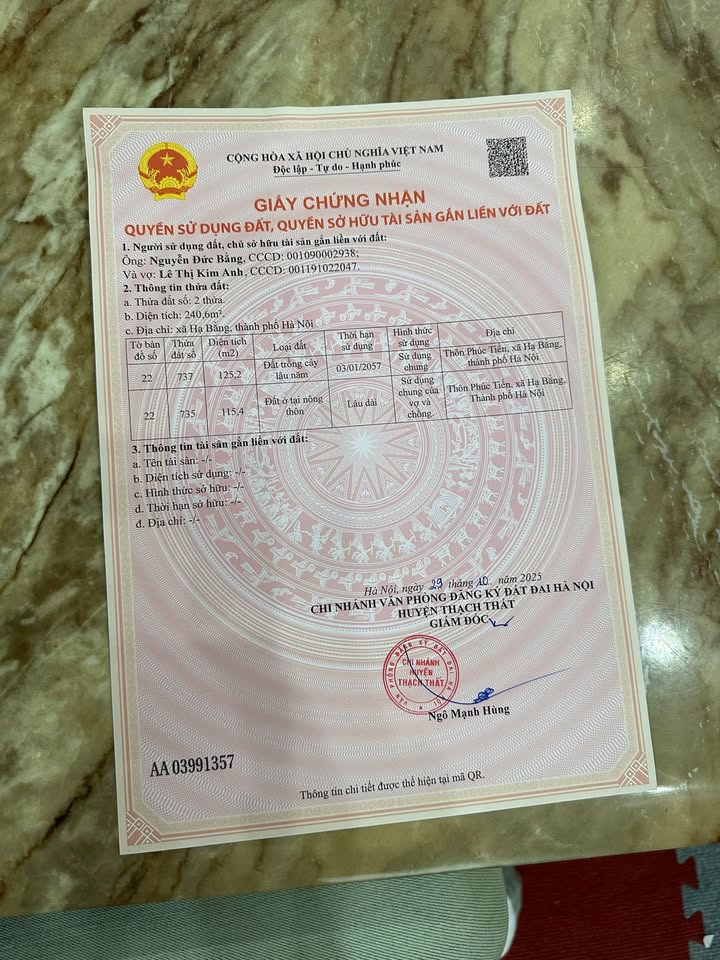 CỘNG HÒA XÃ HỘI CHỦ NGHĨA VIỆT NAM
Độc lập - Tự do - Hạnh phúc
GIẤY CHỨNG NHẬN
QUYỀN SỬ DỤNG ĐẤT, QUYỀN SỞ HỮU TÀI SẢN GẮN LIỀN VỚI ĐẤT
1. Người sử dụng đất, chủ sở hữu tài sản gắn liền với đất:
Ông: Nguyễn Đức Bằng, CCCD: 001090002938;
Và vợ: Lê Thị Kim Anh, CCCD: 001191022047.
2. Thông tin thửa đất:
a. Thửa đất số: 2 thửa.
b. Diện tích: 240,6m².
c. Địa chỉ: xã Hạ Bằng, thành phố Hà Nội
Tờ bản đồ số | Thửa đất số | Diện tích (m2) | Loại đất | Thời hạn sử dụng | Hình thức sử dụng | Địa chỉ
22 | 737 | 125,2 | Đất trồng cây lâu năm | 03/01/2057 | Sử dụng chung | Thôn Phúc Tiến, xã Hạ Bằng, thành phố Hà Nội
22 | 735 | 115,4 | Đất ở tại nông thôn | Lâu dài | Sử dụng chung của vợ và chồng. | Thôn Phúc Tiến, xã Hạ Bằng, Thành phố Hà Nội
3. Thông tin tài sản gắn liền với đất:
a. Tên tài sản: -/-
b. Diện tích sử dụng: -/-
c. Hình thức sở hữu: -/-
d. Thời hạn sở hữu: -/-
đ. Địa chỉ: -/-
Hà Nội, ngày 29 tháng 10. năm 2025
CHI NHÁNH VĂN PHÒNG ĐĂNG KÝ ĐẤT ĐAI HÀ NỘI
HUYỆN THẠCH THẤT
GIÁM ĐỐC
VĂN PHÒNG ĐĂNG KÝ ĐẤT ĐAI HÀ NỘI
CHI NHÁNH
HUYỆN
THẠCH THẤT
Ngô Mạnh Hùng
AA 03991357
Thông tin chi tiết được thể hiện tại mã QR.